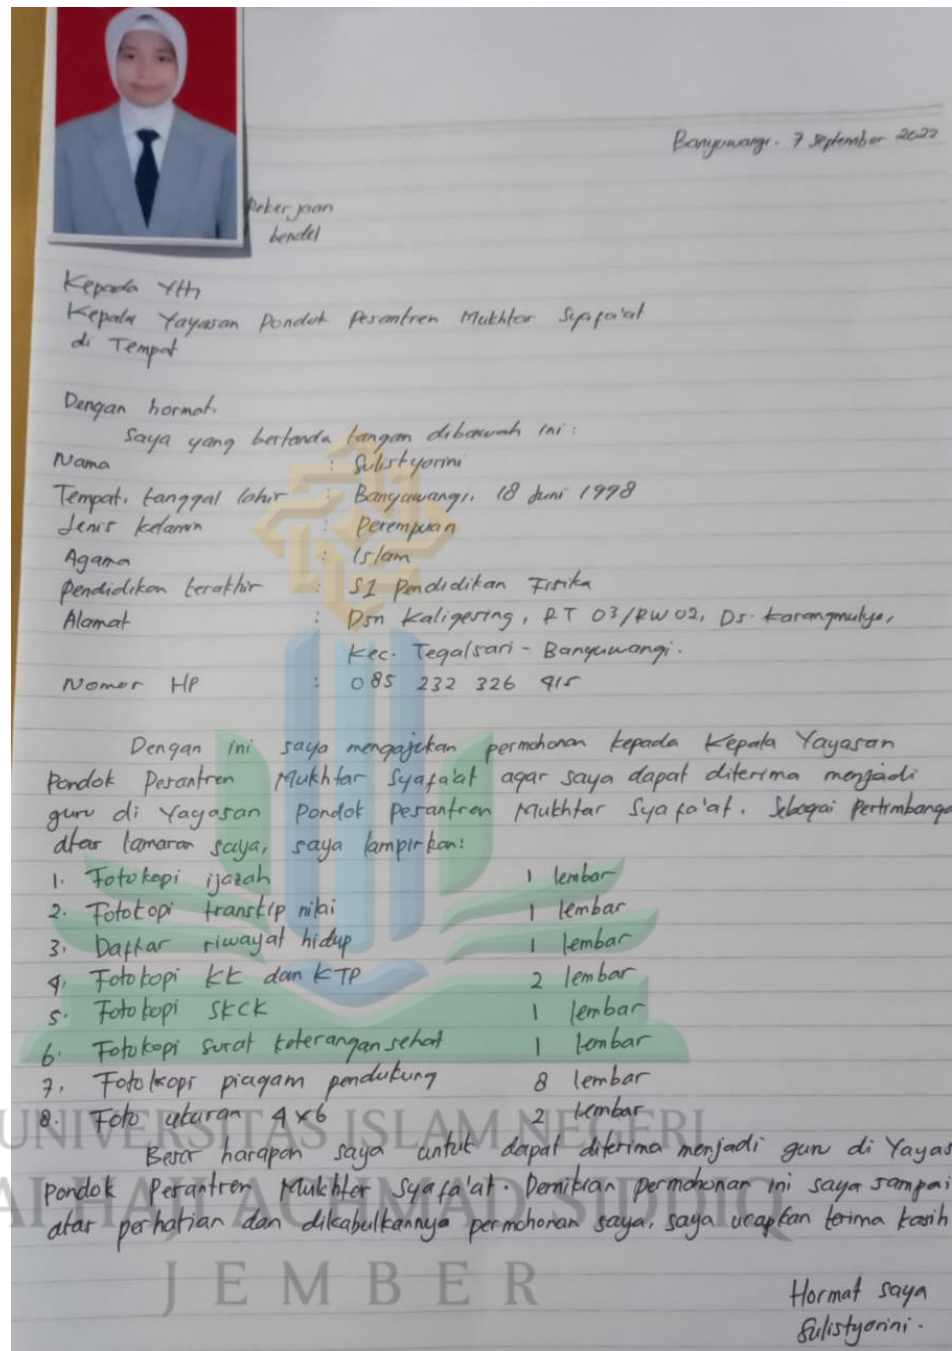 Banyuwangi, 7 September 2022
Pekerjaan
bendel
Kepada Yth
Kepala Yayasan Pondok Pesantren Mukhtar Syafa'at
di Tempat
Dengan hormat,
Saya yang bertanda tangan dibawah ini :
Nama : Sulistyorini
Tempat, tanggal lahir : Banyuwangi, 18 Juni 1998
Jenis kelamin : Perempuan
Agama : Islam
Pendidikan terakhir : S1 Pendidikan Fisika
Alamat : Dsn Kaligesing, RT 03/RW 02, Ds. Karangmulyo,
Kec. Tegalsari - Banyuwangi.
Nomor HP : 085 232 326 915
Dengan ini saya mengajukan permohonan kepada Kepala Yayasan
Pondok Pesantren Mukhtar Syafa'at agar saya dapat diterima menjadi
guru di Yayasan Pondok Pesantren Mukhtar Syafa'at. Sebagai Pertimbanga
atas lamaran saya, saya lampirkan:
1. Fotokopi ijazah 1 lembar
2. Fotokopi transkip nilai 1 lembar
3. Daftar riwayat hidup 1 lembar
4. Fotokopi KK dan KTP 2 lembar
5. Fotokopi SKCK 1 lembar
6. Fotokopi surat keterangan sehat 1 lembar
7. Fotokopi piagam pendukung 8 lembar
8. Foto ukuran 4x6 2 lembar
UNIVERSITAS ISLAM NEGERI
Besar harapan saya untuk dapat diterima menjadi guru di Yayas
Pondok Pesantren Mukhtar Syafa'at. Demikian permohonan ini saya sampai
AI HAJI ACHMAD SIDDIQ
atas perhatian dan dikabulkannya permohonan saya, saya ucapkan terima kasih
JEMBER
Hormat saya
Sulistyorini.